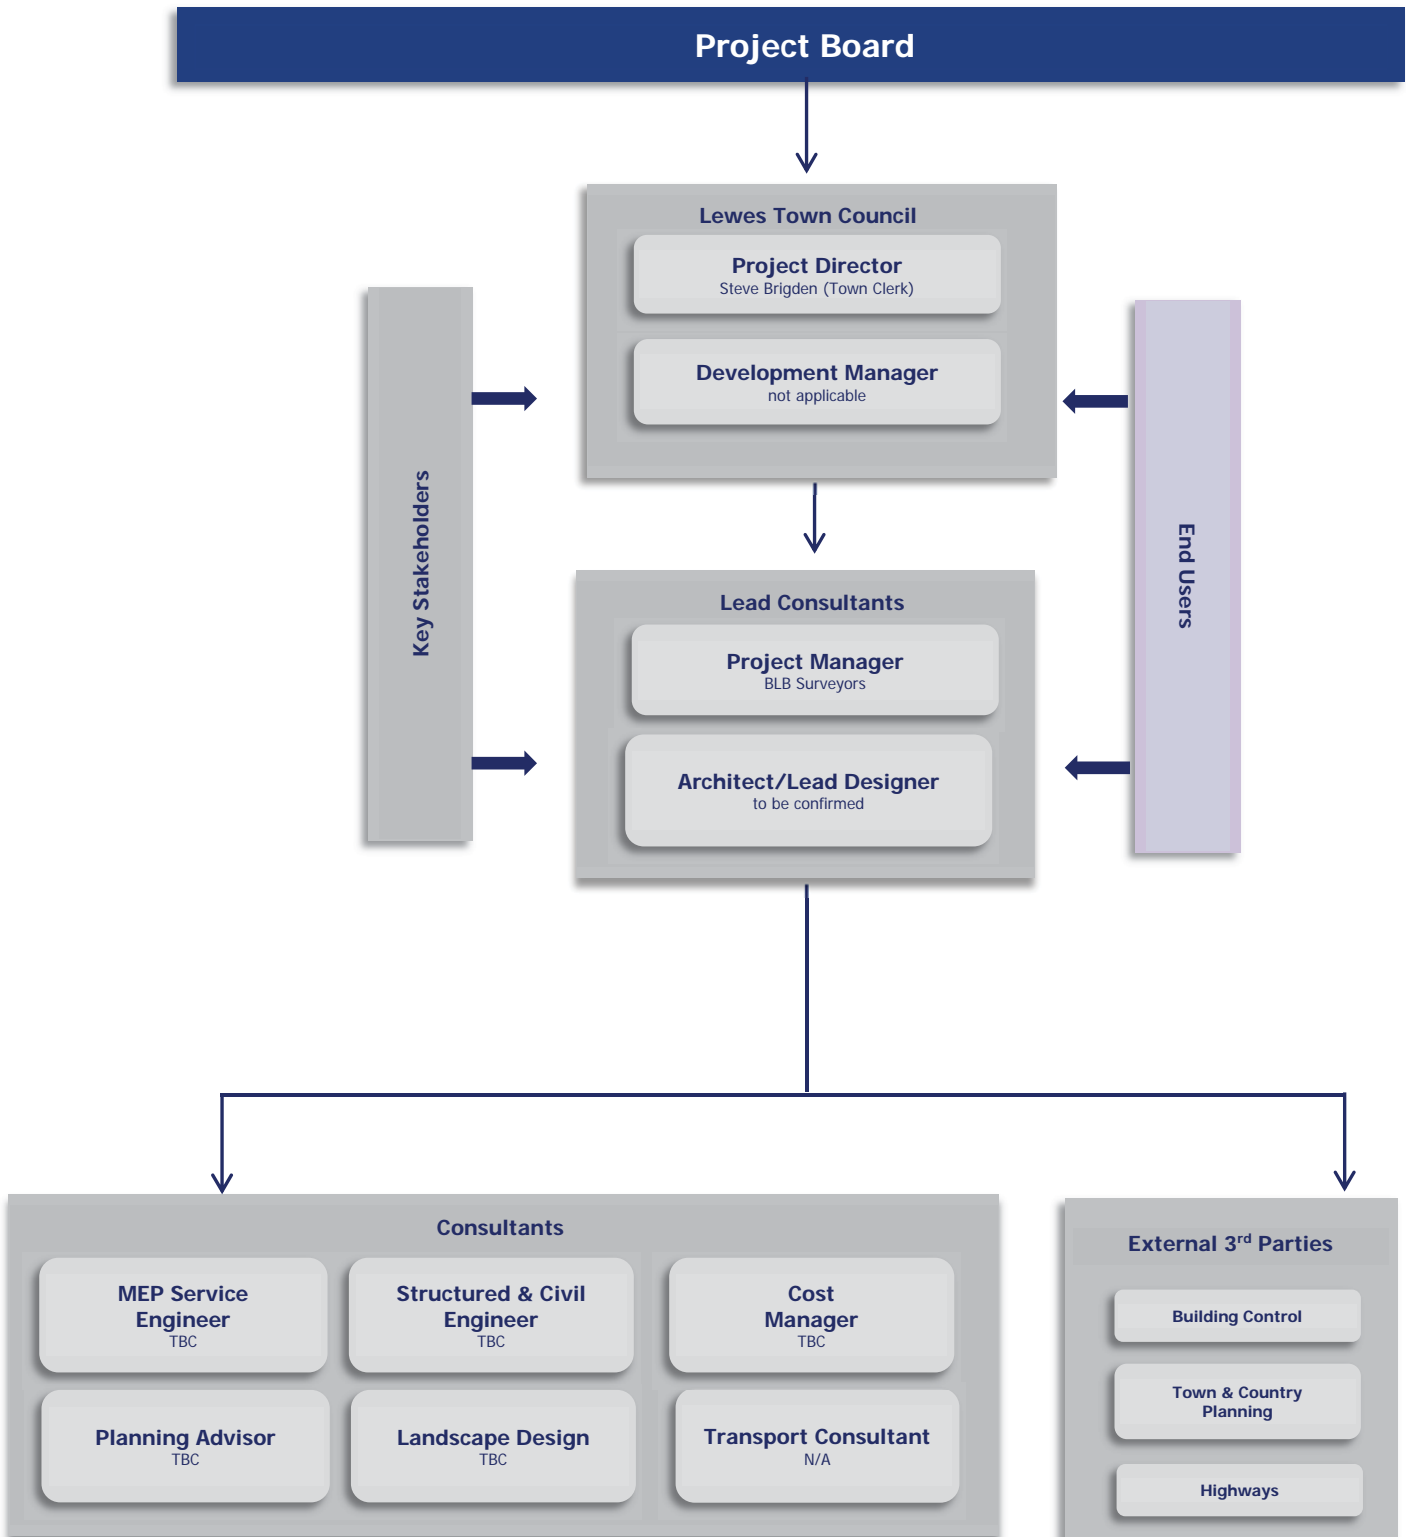 Project Board
Lewes Town Council
Project Director
Steve Brigden (Town Clerk)
Development Manager
not applicable
Key Stakeholders
End Users
Lead Consultants
Project Manager
BLB Surveyors
Architect/Lead Designer
to be confirmed
Consultants
MEP Service
Engineer
TBC
Structured & Civil
Engineer
TBC
Cost
Manager
TBC
Planning Advisor
TBC
Landscape Design
TBC
Transport Consultant
N/A
External 3rd Parties
Building Control
Town & Country
Planning
Highways